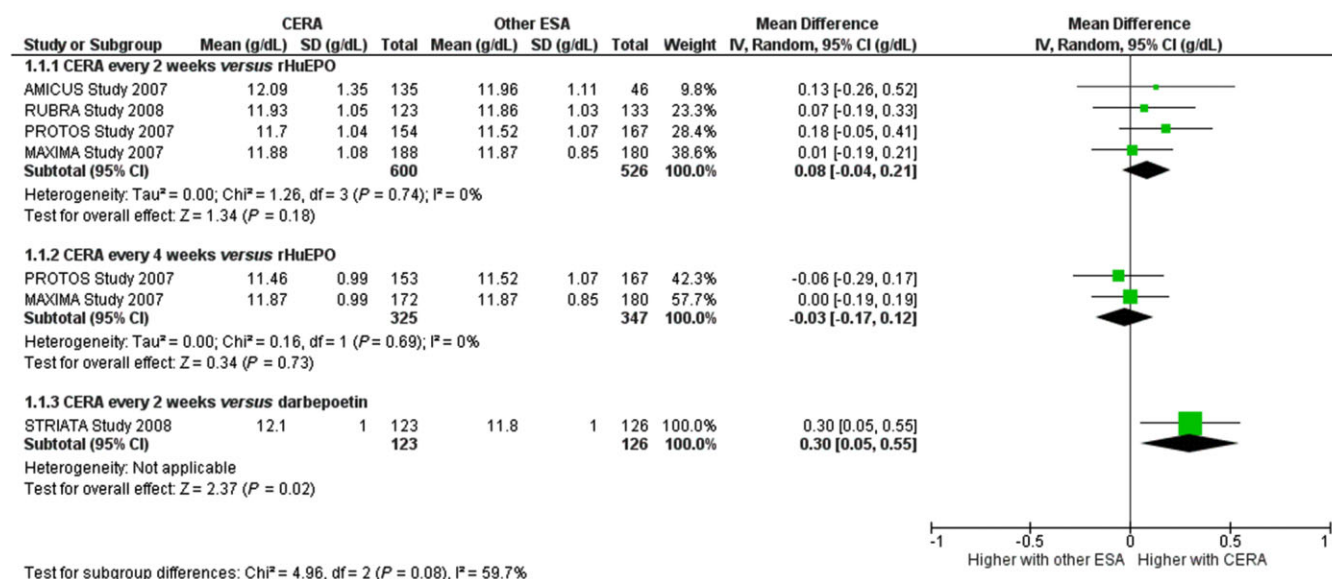 CERA Other ESA Mean Difference Mean Difference
Study or Subgroup Mean (g/dL) SD (g/dL) Total Mean (g/dL) SD (g/dL) Total Weight IV, Random, 95% CI (g/dL) IV, Random, 95% CI (g/dL)
1.1.1 CERA every 2 weeks versus rHuEPO
AMICUS Study 2007 12.09 1.35 135 11.96 1.11 46 9.8% 0.13 [-0.26, 0.52]
RUBRA Study 2008 11.93 1.05 123 11.86 1.03 133 23.3% 0.07 [-0.19, 0.33]
PROTOS Study 2007 11.7 1.04 154 11.52 1.07 167 28.4% 0.18 [-0.05, 0.41]
MAXIMA Study 2007 11.88 1.08 188 11.87 0.85 180 38.6% 0.01 [-0.19, 0.21]
Subtotal (95% CI) 600 526 100.0% 0.08 [-0.04, 0.21]
Heterogeneity: Tau² = 0.00; Chi² = 1.26, df = 3 (P = 0.74); I² = 0%
Test for overall effect: Z = 1.34 (P = 0.18)
1.1.2 CERA every 4 weeks versus rHuEPO
PROTOS Study 2007 11.46 0.99 153 11.52 1.07 167 42.3% -0.06 [-0.29, 0.17]
MAXIMA Study 2007 11.87 0.99 172 11.87 0.85 180 57.7% 0.00 [-0.19, 0.19]
Subtotal (95% CI) 325 347 100.0% -0.03 [-0.17, 0.12]
Heterogeneity: Tau² = 0.00; Chi² = 0.16, df = 1 (P = 0.69); I² = 0%
Test for overall effect: Z = 0.34 (P = 0.73)
1.1.3 CERA every 2 weeks versus darbepoetin
STRIATA Study 2008 12.1 1 123 11.8 1 126 100.0% 0.30 [0.05, 0.55]
Subtotal (95% CI) 123 126 100.0% 0.30 [0.05, 0.55]
Heterogeneity: Not applicable
Test for overall effect: Z = 2.37 (P = 0.02)
-1 -0.5 0 0.5 1
Higher with other ESA Higher with CERA
Test for subgroup differences: Chi² = 4.96, df = 2 (P = 0.08), I² = 59.7%